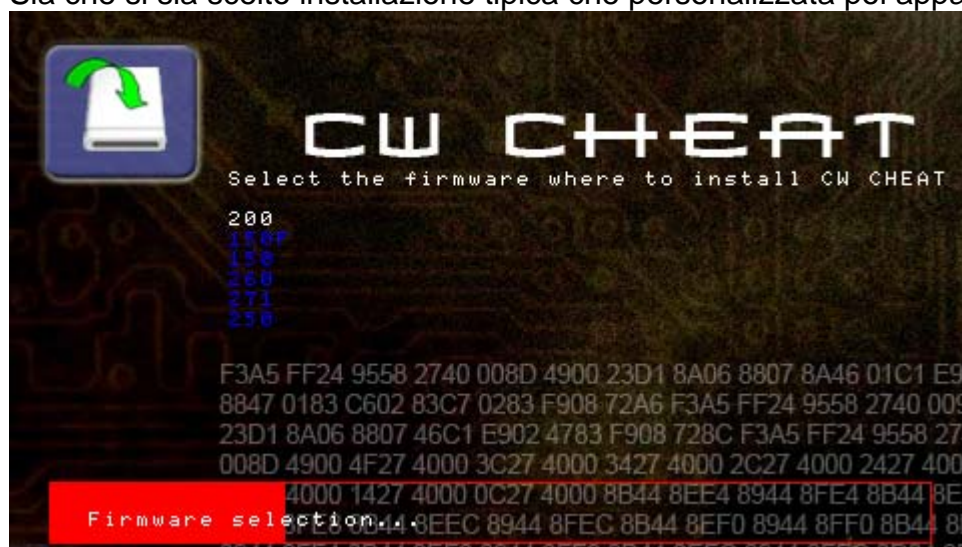 CW CHEAT
Select the firmware where to install CW CHEAT
200
150F
150
260
271
250
F3A5 FF24 9558 2740 008D 4900 23D1 8A06 8807 8A46 01C1
8847 0183 C602 83C7 0283 F908 72A6 F3A5 FF24 9558 2740
23D1 8A06 8807 46C1 E902 4783 F908 728C F3A5 FF24 9558
008D 4900 4F27 4000 3C27 4000 3427 4000 2C27 4000 2427
4000 1427 4000 0C27 4000 8B44 8EE4 8944 8FE4 8B44
Firmware selection...
8EEC 8944 8FEC 8B44 8EF0 8944 8FF0 8B44